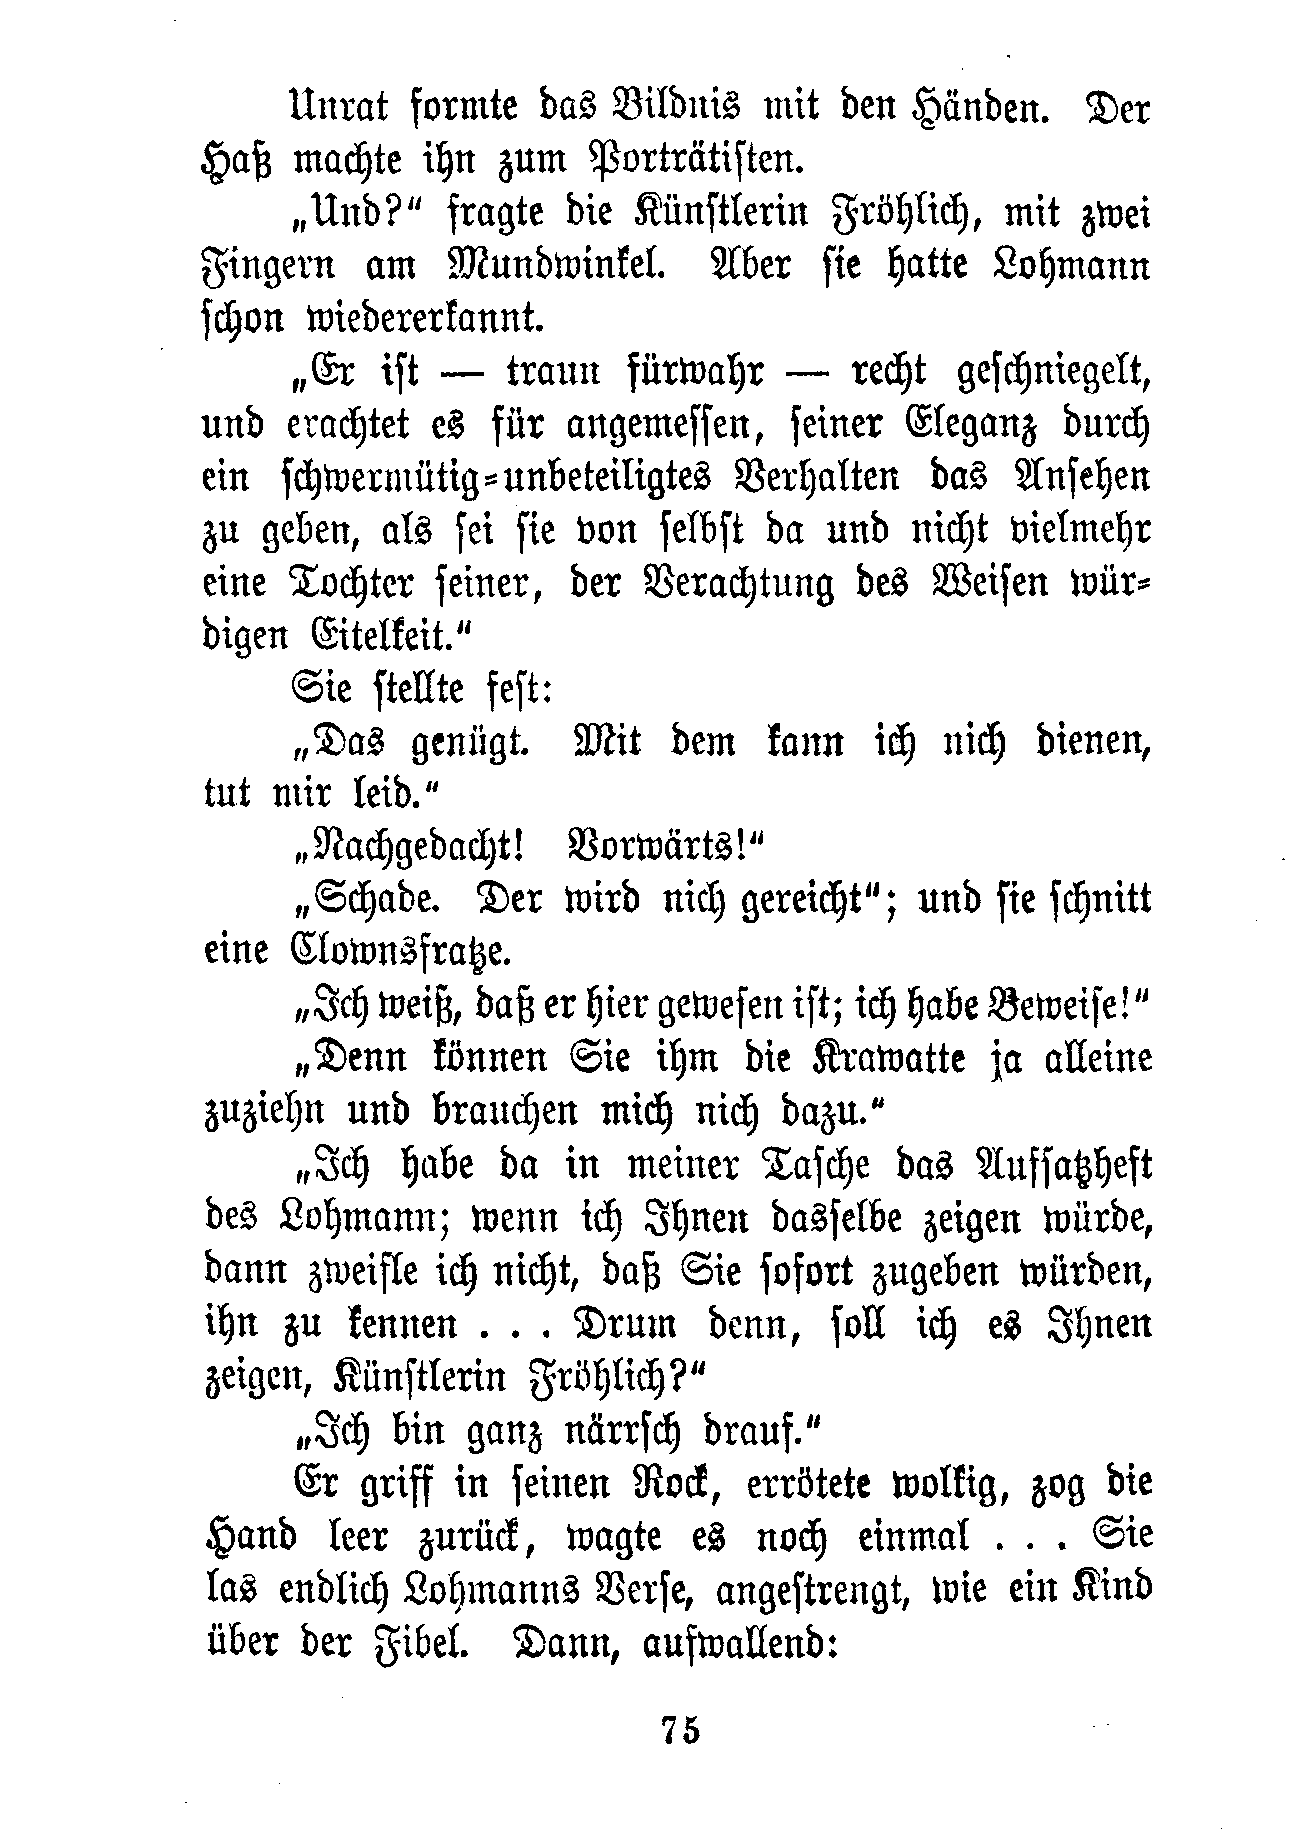 Unrat formte das Bildnis mit den Händen. Der
Haß machte ihn zum Porträtisten.
„Und?“ fragte die Künstlerin Fröhlich, mit zwei
Fingern am Mundwinkel. Aber sie hatte Lohmann
schon wiedererkannt.
„Er ist — traun fürwahr — recht geschniegelt,
und erachtet es für angemessen, seiner Eleganz durch
ein schwermütig-unbeteiligtes Verhalten das Ansehen
zu geben, als sei sie von selbst da und nicht vielmehr
eine Tochter seiner, der Verachtung des Weisen wür-
digen Eitelkeit.“
Sie stellte fest:
„Das genügt. Mit dem kann ich nich dienen,
tut mir leid.“
„Nachgedacht! Vorwärts!“
„Schade. Der wird nich gereicht“; und sie schnitt
eine Clownsfratze.
„Ich weiß, daß er hier gewesen ist; ich habe Beweise!“
„Denn können Sie ihm die Krawatte ja alleine
zuziehn und brauchen mich nich dazu.“
„Ich habe da in meiner Tasche das Aufsatzheft
des Lohmann; wenn ich Ihnen dasselbe zeigen würde,
dann zweifle ich nicht, daß Sie sofort zugeben würden,
ihn zu kennen . . . Drum denn, soll ich es Ihnen
zeigen, Künstlerin Fröhlich?“
„Ich bin ganz närrsch drauf.“
Er griff in seinen Rock, errötete wolkig, zog die
Hand leer zurück, wagte es noch einmal . . . Sie
las endlich Lohmanns Verse, angestrengt, wie ein Kind
über der Fibel. Dann, aufwallend:
75